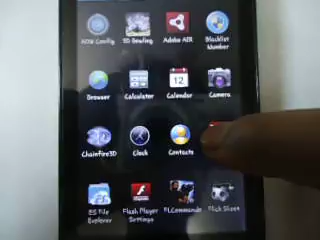 ADW Config
3D Bowling
Adobe AIR
Blacklist
Number
Browser
Calculator
Calendar
Camera
12
Chainfire3D
Clock
Contacts
ES File
Explorer
Flash Player
Settings
FLCommando
Flick Shoot